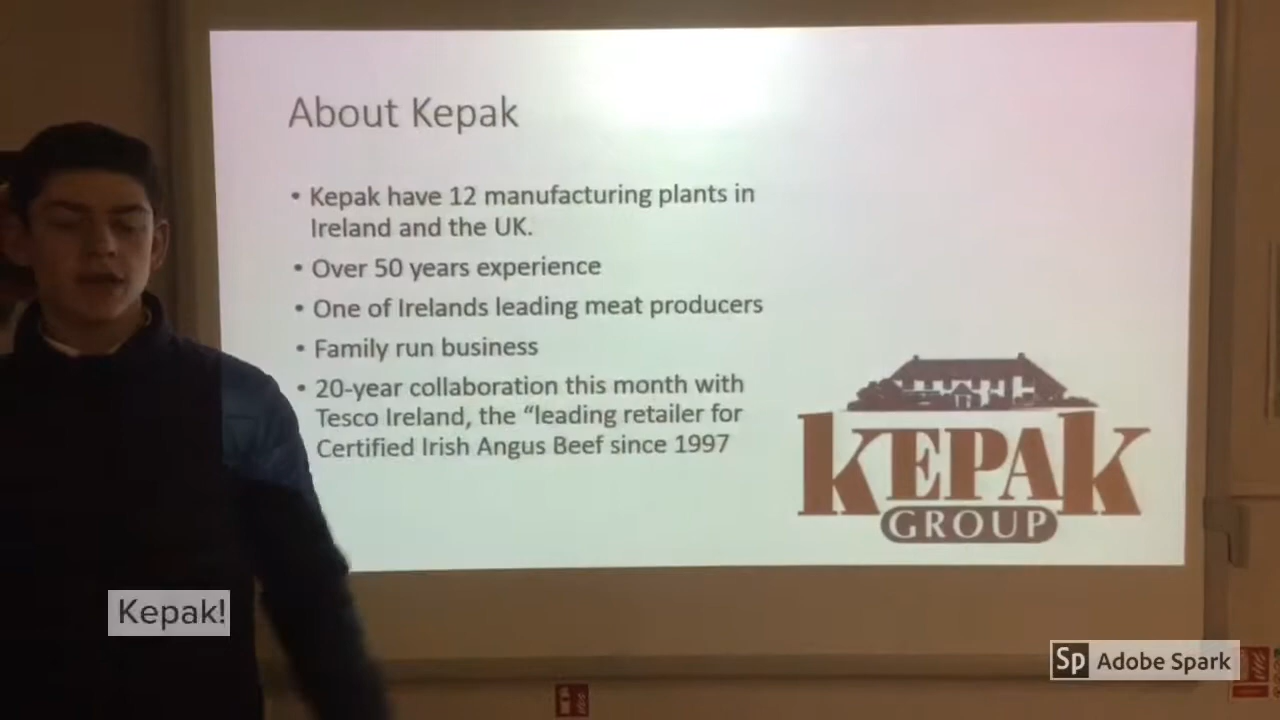 About Kepak
• Kepak have 12 manufacturing plants in
Ireland and the UK.
• Over 50 years experience
• One of Irelands leading meat producers
• Family run business
• 20-year collaboration this month with
Tesco Ireland, the “leading retailer for
Certified Irish Angus Beef since 1997
KEPAK
GROUP
Kepak!
Sp Adobe Spark